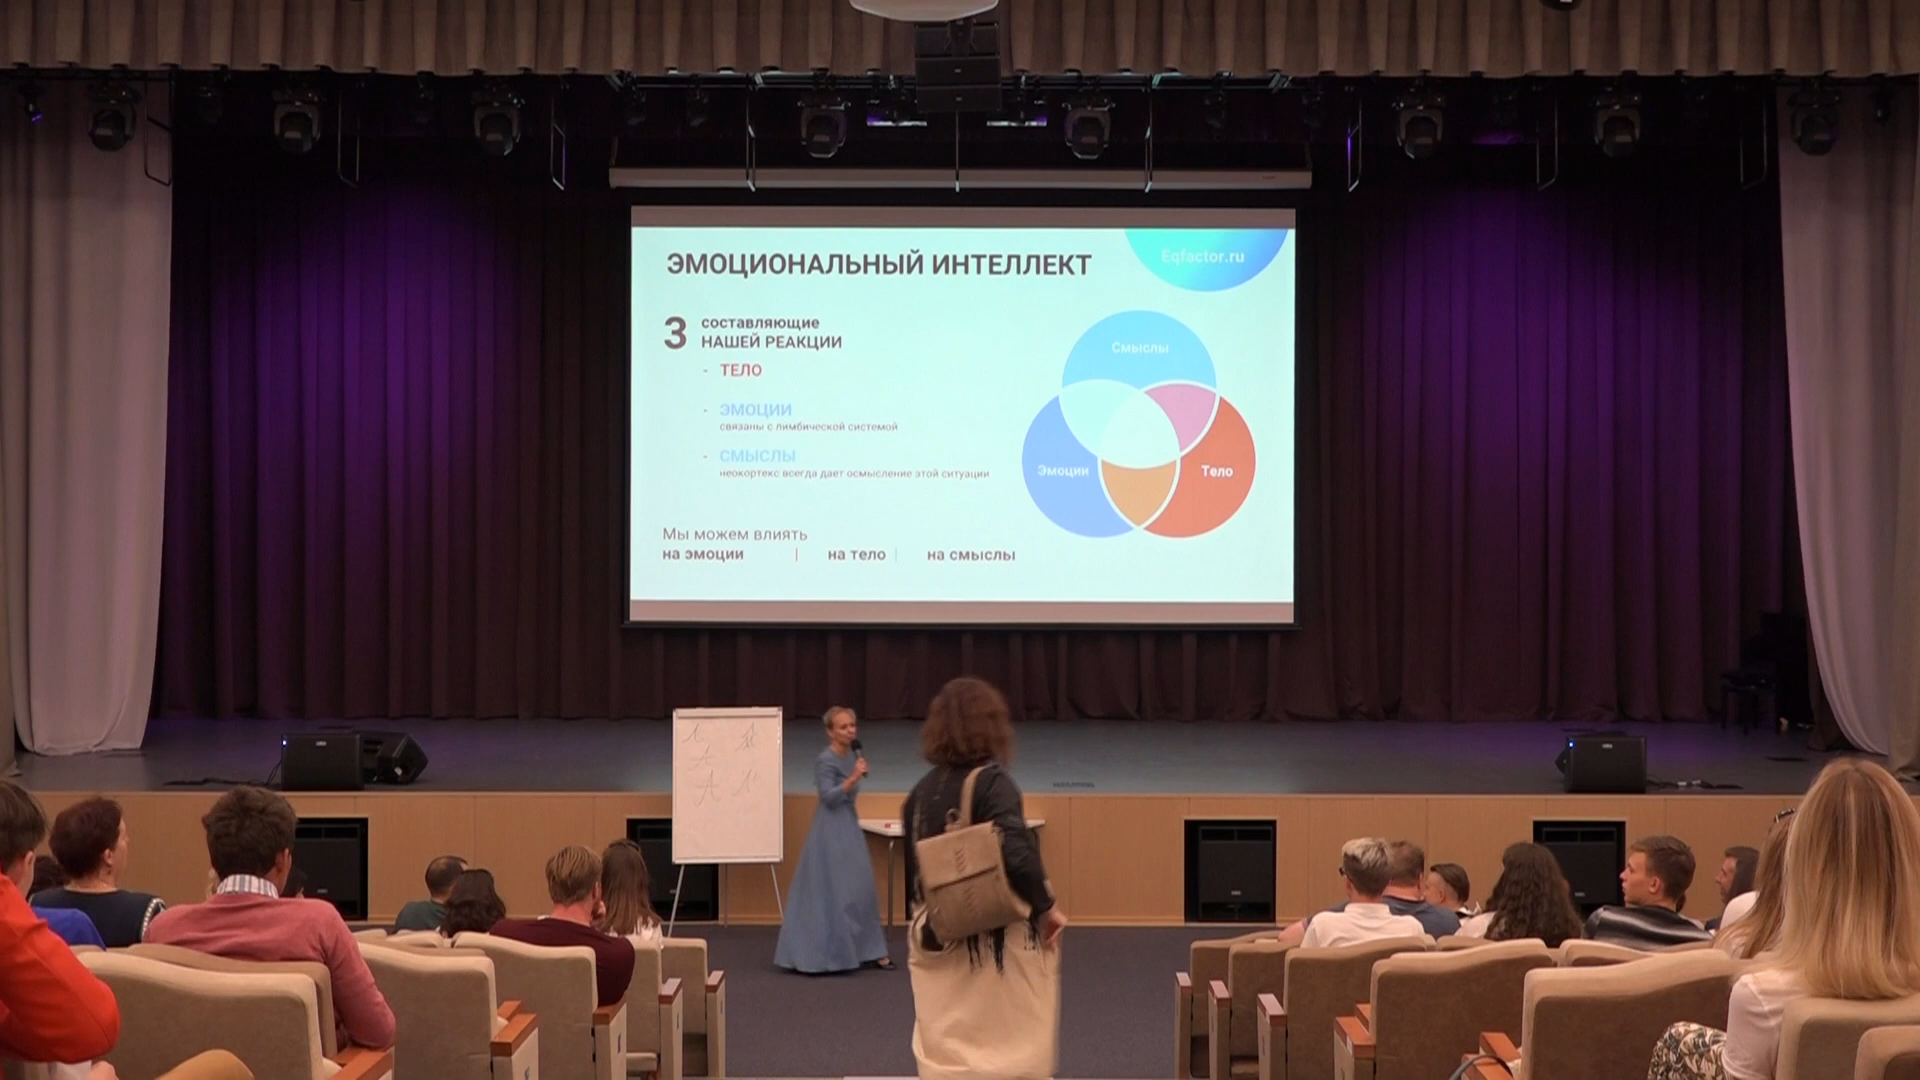 ЭМОЦИОНАЛЬНЫЙ ИНТЕЛЛЕКТ
Eqfactor.ru
3 составляющие
НАШЕЙ РЕАКЦИИ
- ТЕЛО
- ЭМОЦИИ
связаны с лимбической системой
- СМЫСЛЫ
неокортекс всегда дает осмысление этой ситуации
Смыслы
Эмоции
Тело
Мы можем влиять
на эмоции | на тело | на смыслы